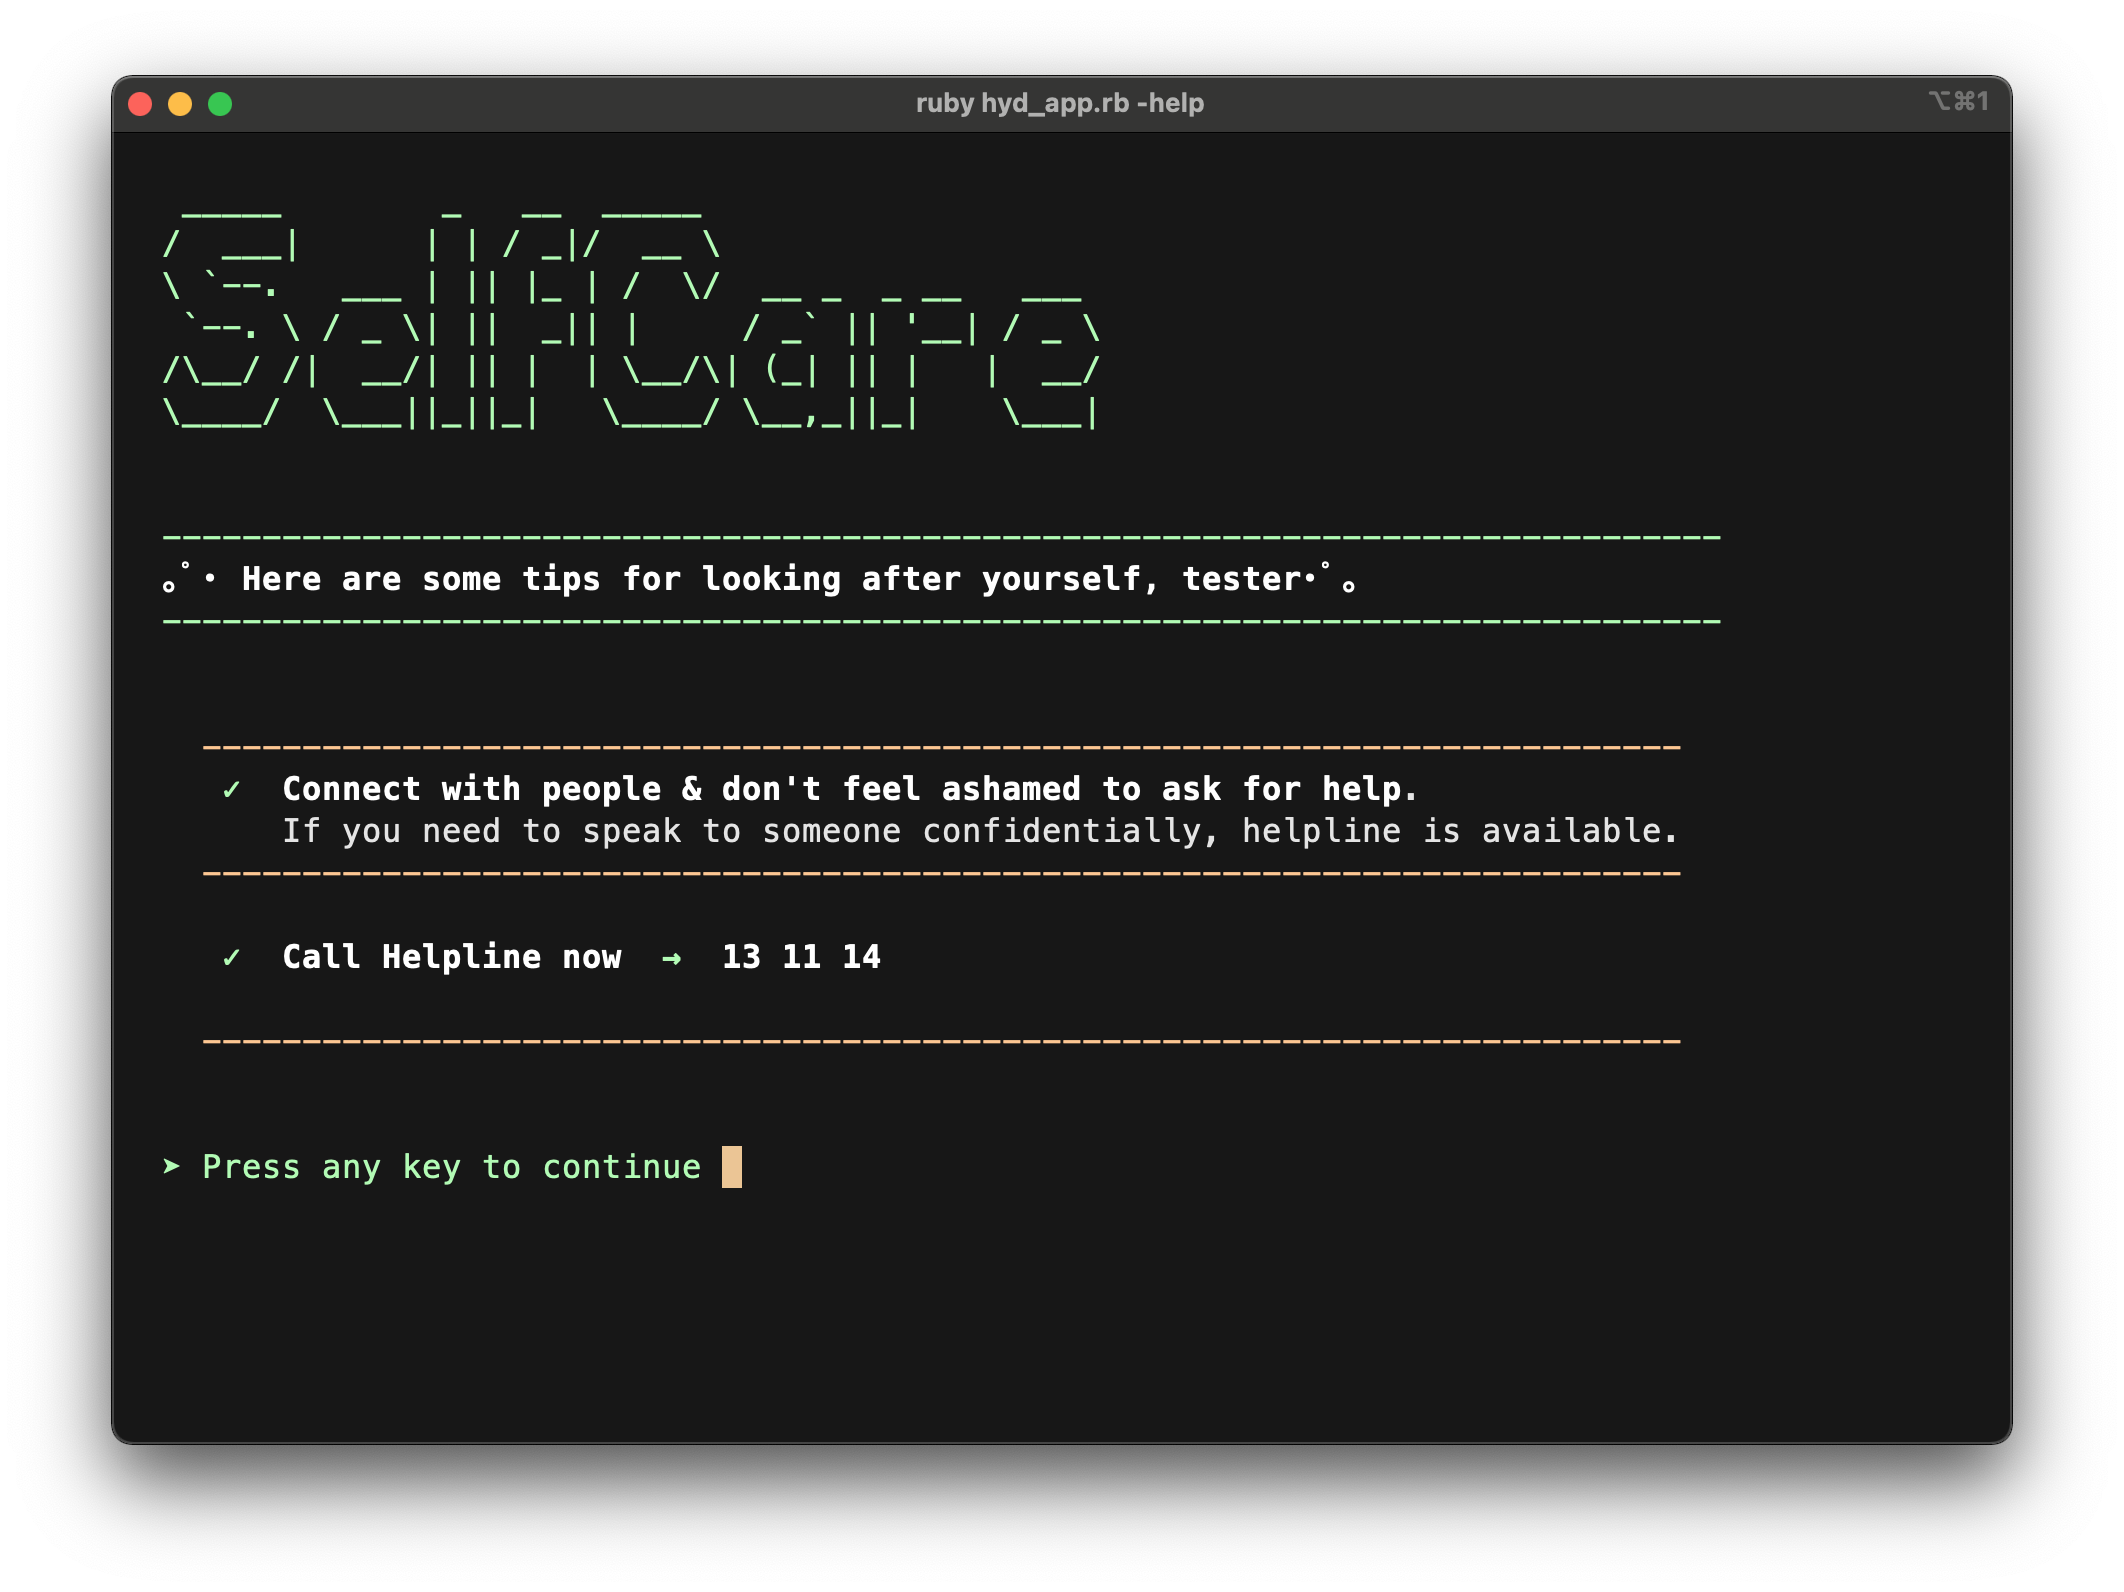 ruby hyd_app.rb -help
⌥⌘1
SelfCare
｡ﾟ･ Here are some tips for looking after yourself, tester･ﾟ｡
✓ Connect with people & don't feel ashamed to ask for help.
If you need to speak to someone confidentially, helpline is available.
✓ Call Helpline now → 13 11 14
➤ Press any key to continue